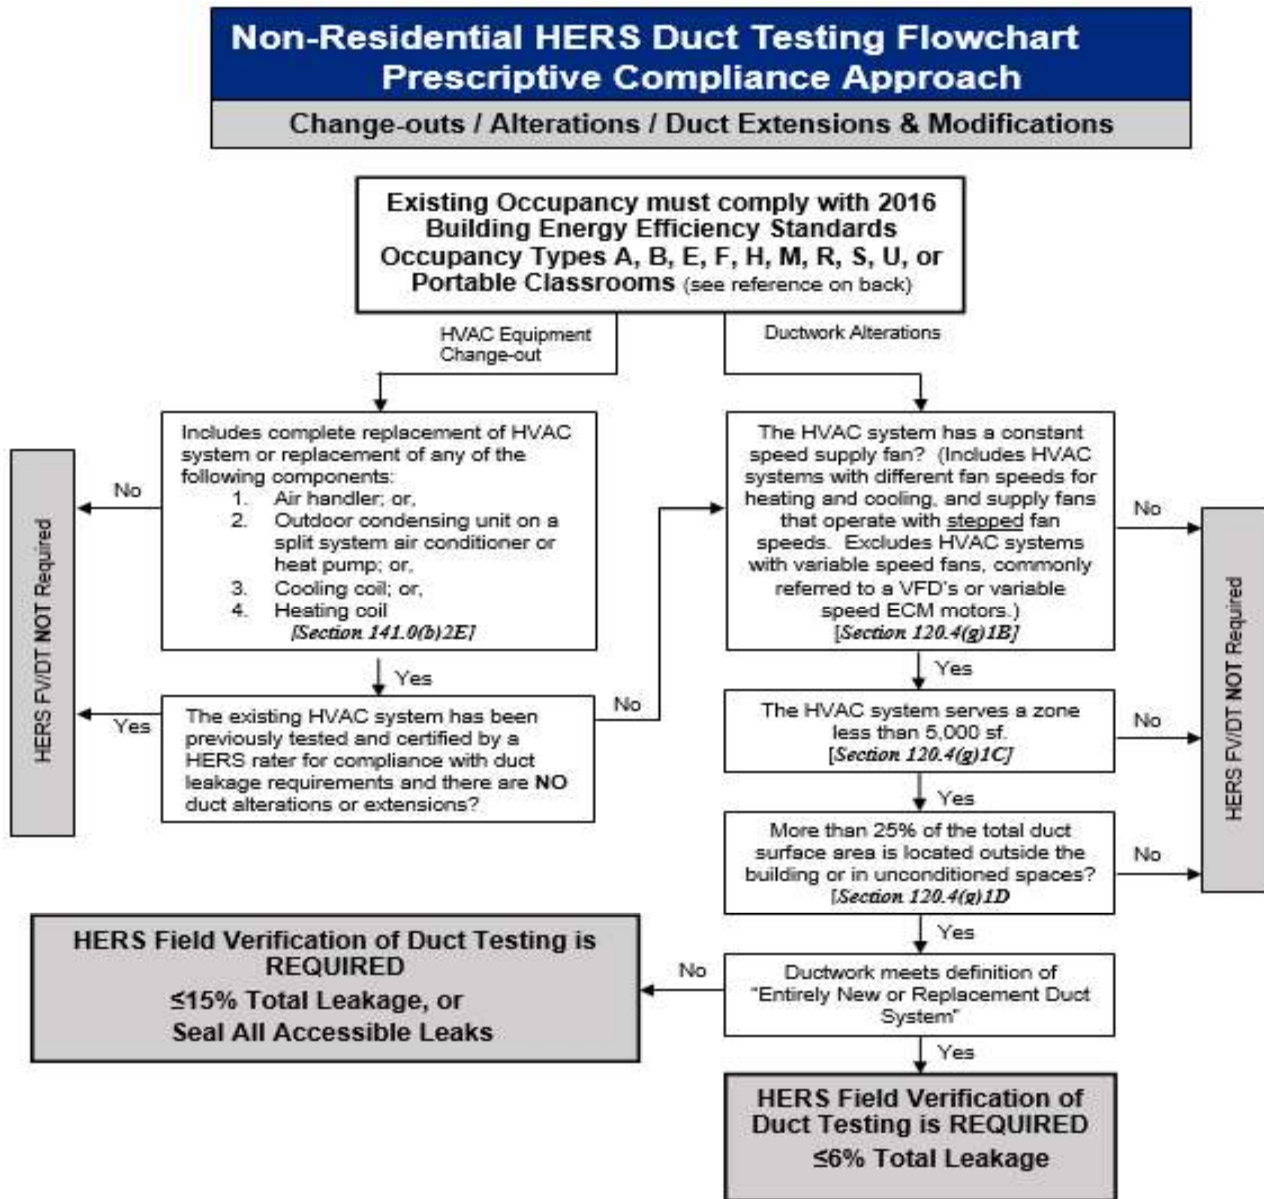 Non-Residential HERS Duct Testing Flowchart
Prescriptive Compliance Approach
Change-outs / Alterations / Duct Extensions & Modifications
Existing Occupancy must comply with 2016
Building Energy Efficiency Standards
Occupancy Types A, B, E, F, H, M, R, S, U, or
Portable Classrooms (see reference on back)
HVAC Equipment
Change-out
Ductwork Alterations
Includes complete replacement of HVAC
system or replacement of any of the
following components:
1. Air handler; or,
2. Outdoor condensing unit on a
split system air conditioner or
heat pump; or,
3. Cooling coil; or,
4. Heating coil
[Section 141.0(b)2E]
No
HERS FV/DT NOT Required
Yes
The existing HVAC system has been
previously tested and certified by a
HERS rater for compliance with duct
leakage requirements and there are NO
duct alterations or extensions?
Yes
No
The HVAC system has a constant
speed supply fan? (Includes HVAC
systems with different fan speeds for
heating and cooling, and supply fans
that operate with stepped fan
speeds. Excludes HVAC systems
with variable speed fans, commonly
referred to a VFD's or variable
speed ECM motors.)
[Section 120.4(g)1B]
No
HERS FV/DT NOT Required
Yes
The HVAC system serves a zone
less than 5,000 sf.
[Section 120.4(g)1C]
No
Yes
More than 25% of the total duct
surface area is located outside the
building or in unconditioned spaces?
[Section 120.4(g)1D
No
Yes
Ductwork meets definition of
"Entirely New or Replacement Duct
System"
No
HERS Field Verification of Duct Testing is
REQUIRED
≤15% Total Leakage, or
Seal All Accessible Leaks
Yes
HERS Field Verification of
Duct Testing is REQUIRED
≤6% Total Leakage